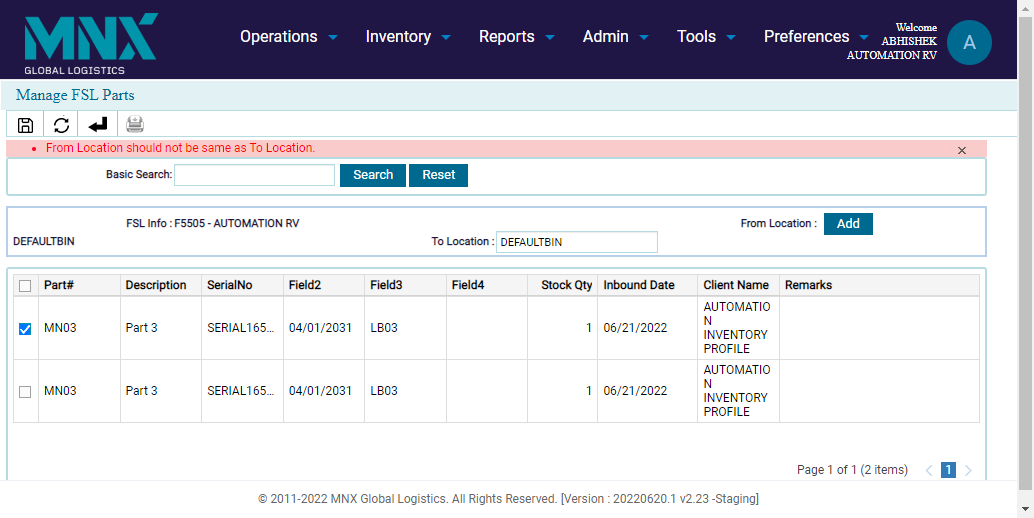 MNX
GLOBAL LOGISTICS
Operations Inventory Reports Admin Tools Preferences
Welcome
ABHISHEK
AUTOMATION RV
A
Manage FSL Parts
From Location should not be same as To Location.
Basic Search: Search Reset
FSL Info : F5505 - AUTOMATION RV From Location : Add
DEFAULTBIN To Location : DEFAULTBIN
Part# Description SerialNo Field2 Field3 Field4 Stock Qty Inbound Date Client Name Remarks
MN03 Part 3 SERIAL165... 04/01/2031 LB03 1 06/21/2022 AUTOMATIO
N
INVENTORY
PROFILE
MN03 Part 3 SERIAL165... 04/01/2031 LB03 1 06/21/2022 AUTOMATIO
N
INVENTORY
PROFILE
Page 1 of 1 (2 items) 1
© 2011-2022 MNX Global Logistics. All Rights Reserved. [Version : 20220620.1 v2.23 -Staging]